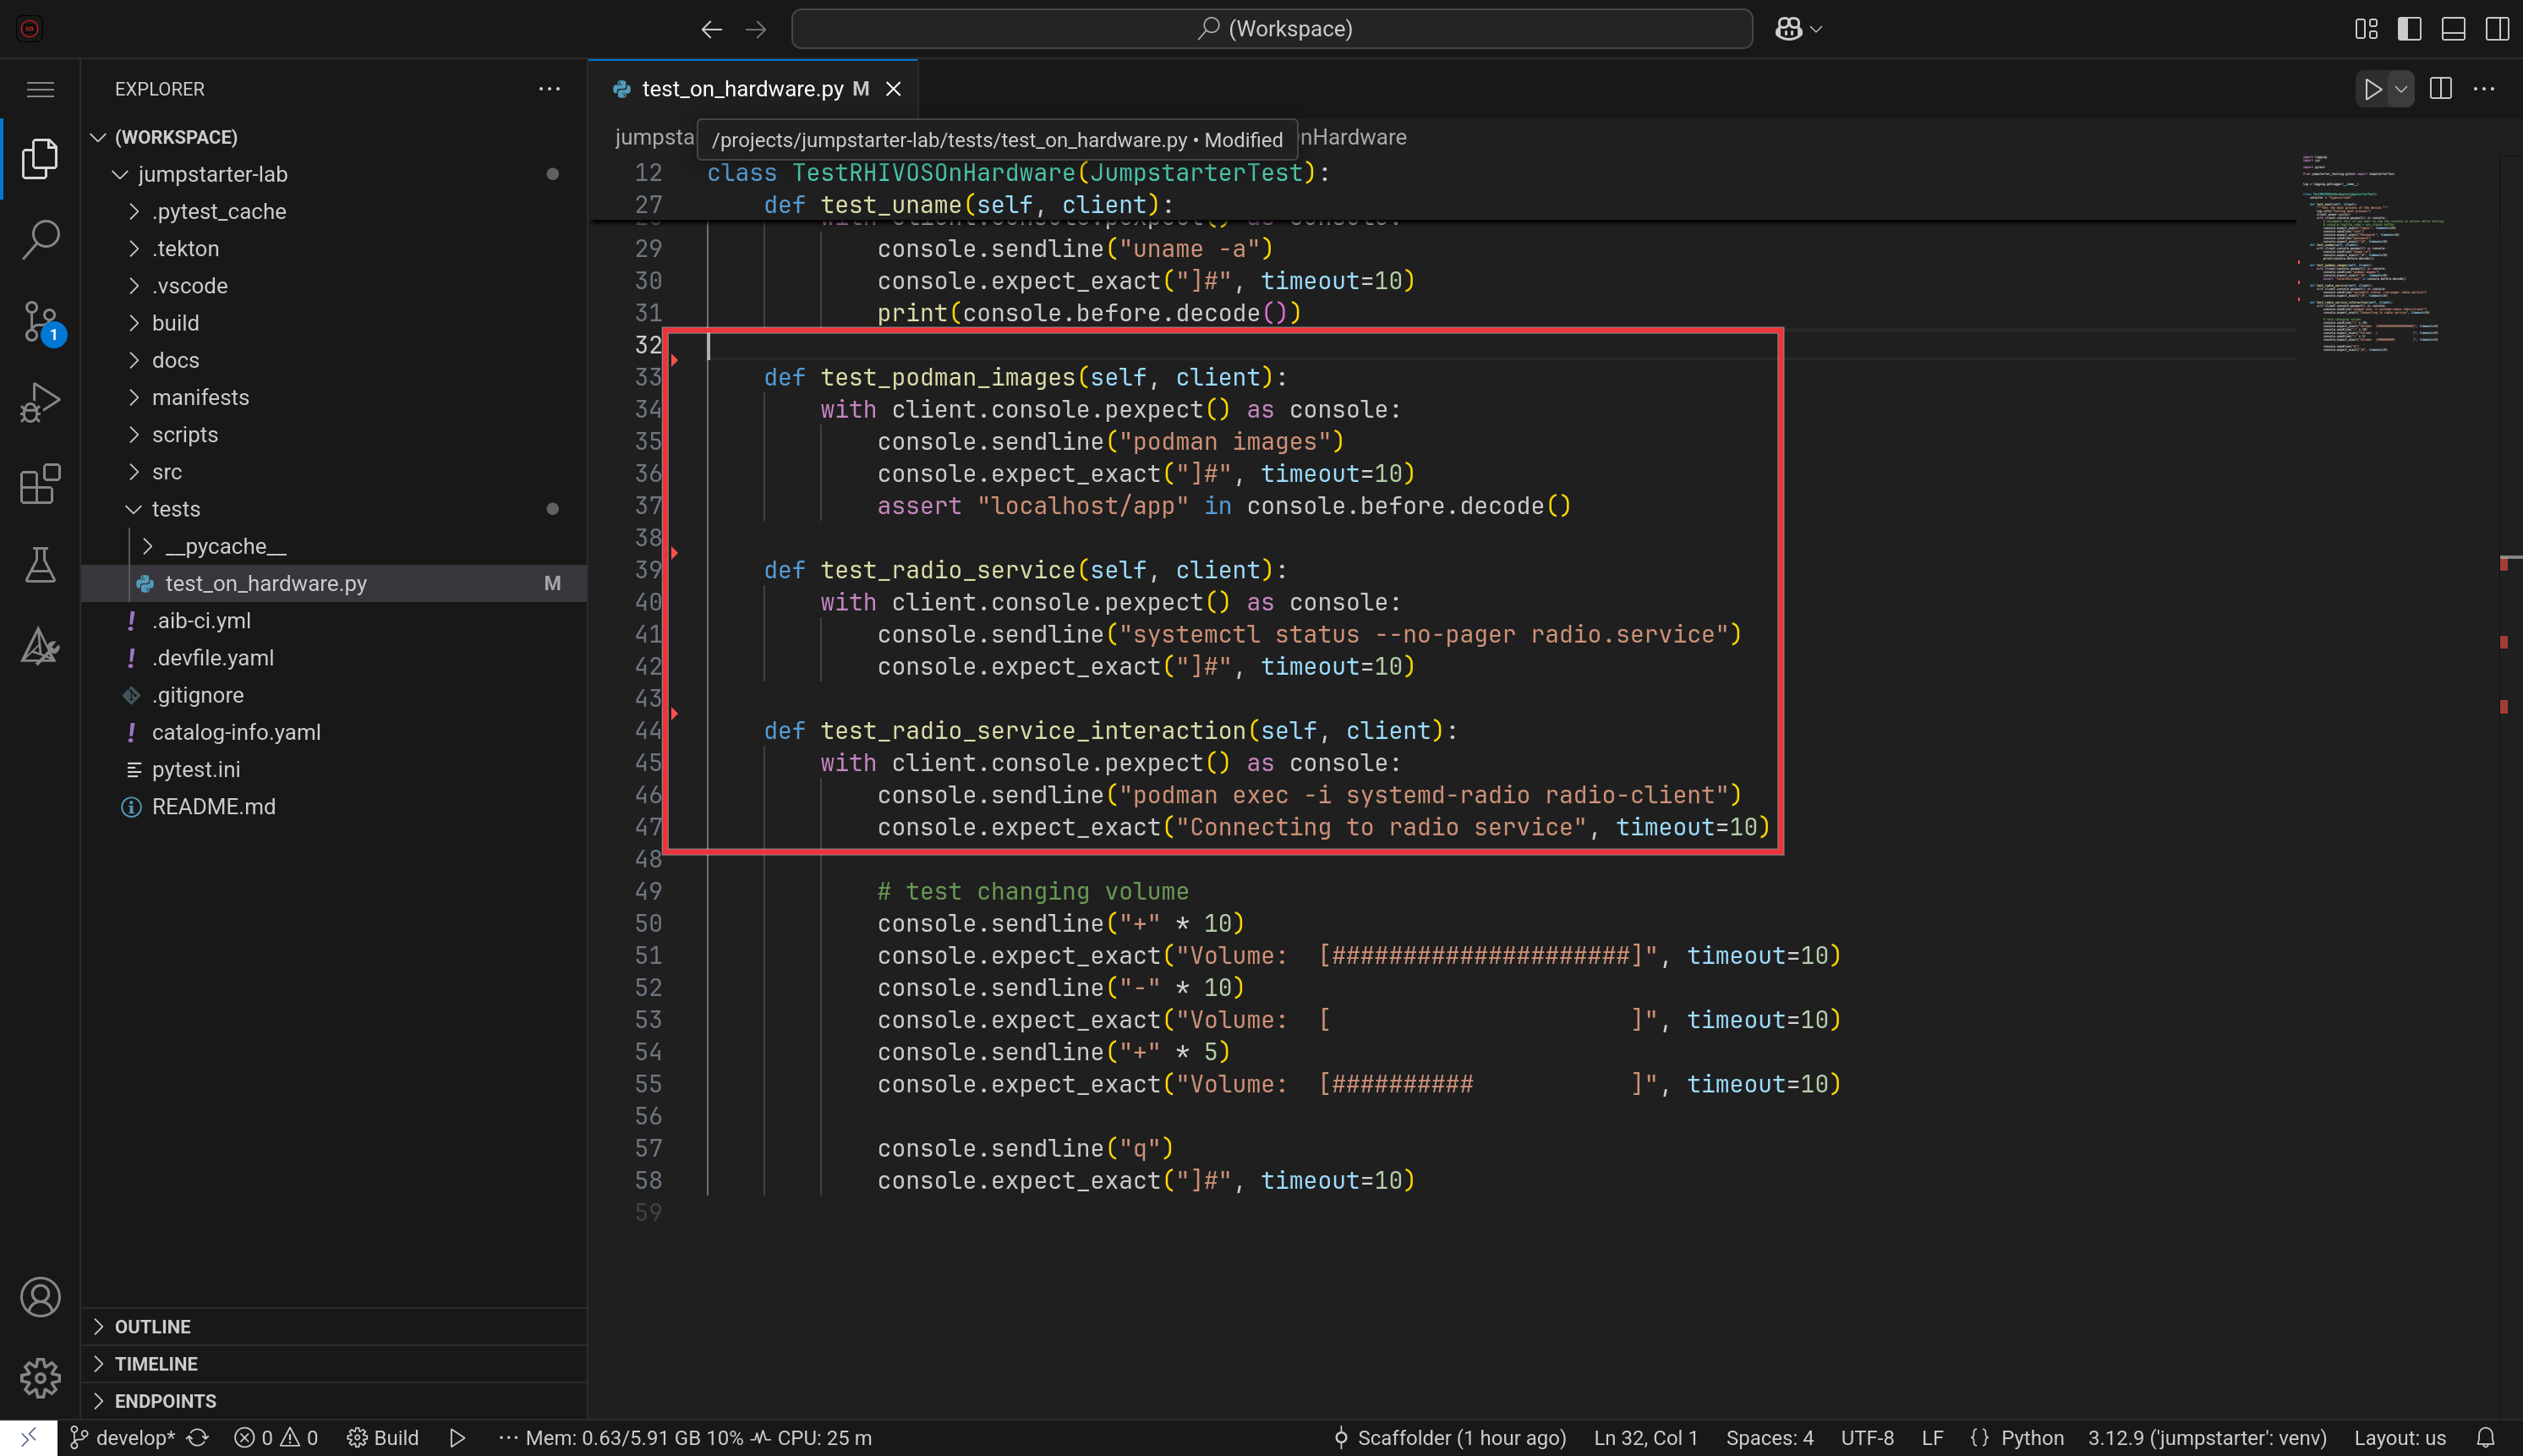 (Workspace)
EXPLORER
(WORKSPACE)
jumpstarter-lab
.pytest_cache
.tekton
.vscode
build
docs
manifests
scripts
src
tests
__pycache__
test_on_hardware.py M
.aib-ci.yml
.devfile.yaml
.gitignore
catalog-info.yaml
pytest.ini
README.md
OUTLINE
TIMELINE
ENDPOINTS
1
test_on_hardware.py M
jumpsta
/projects/jumpstarter-lab/tests/test_on_hardware.py • Modified
nHardware
12 class TestRHIVOSOnHardware(JumpstarterTest):
27 def test_uname(self, client):
29 console.sendline("uname -a")
30 console.expect_exact("]#", timeout=10)
31 print(console.before.decode())
32
33 def test_podman_images(self, client):
34 with client.console.pexpect() as console:
35 console.sendline("podman images")
36 console.expect_exact("]#", timeout=10)
37 assert "localhost/app" in console.before.decode()
38
39 def test_radio_service(self, client):
40 with client.console.pexpect() as console:
41 console.sendline("systemctl status --no-pager radio.service")
42 console.expect_exact("]#", timeout=10)
43
44 def test_radio_service_interaction(self, client):
45 with client.console.pexpect() as console:
46 console.sendline("podman exec -i systemd-radio radio-client")
47 console.expect_exact("Connecting to radio service", timeout=10)
48
49 # test changing volume
50 console.sendline("+" * 10)
51 console.expect_exact("Volume:  [#####################]", timeout=10)
52 console.sendline("-" * 10)
53 console.expect_exact("Volume:  [                     ]", timeout=10)
54 console.sendline("+" * 5)
55 console.expect_exact("Volume:  [##########           ]", timeout=10)
56
57 console.sendline("q")
58 console.expect_exact("]#", timeout=10)
59
develop* 0 0 Build ··· Mem: 0.63/5.91 GB 10% CPU: 25 m Scaffolder (1 hour ago) Ln 32, Col 1 Spaces: 4 UTF-8 LF {} Python 3.12.9 ('jumpstarter': venv) Layout: us